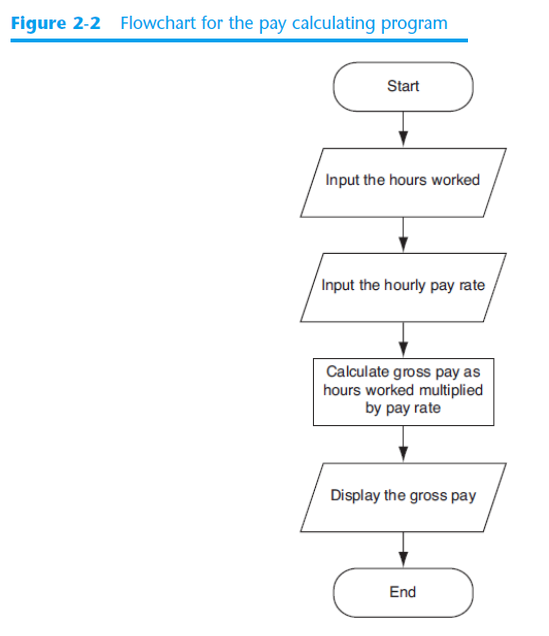 Figure 2-2 Flowchart for the pay calculating program
Start
Input the hours worked
Input the hourly pay rate
Calculate gross pay as
hours worked multiplied
by pay rate
Display the gross pay
End